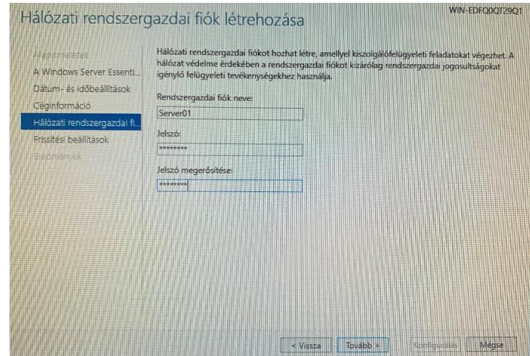 WIN-EDFQ0QT29Q1
Hálózati rendszergazdai fiók létrehozása
Alapismeretek
A Windows Server Essenti...
Dátum- és időbeállítások
Céginformáció
Hálózati rendszergazdai fi...
Frissítési beállítások
Eredmények
Hálózati rendszergazdai fiókot hozhat létre, amellyel kiszolgálófelügyeleti feladatokat végezhet. A
hálózat védelme érdekében a rendszergazdai fiókot kizárólag rendszergazdai jogosultságokat
igénylő felügyeleti tevékenységekhez használja.
Rendszergazdai fiók neve:
Server01
Jelszó:
********
Jelszó megerősítése:
********
< Vissza
Tovább >
Konfigurálás
Mégse